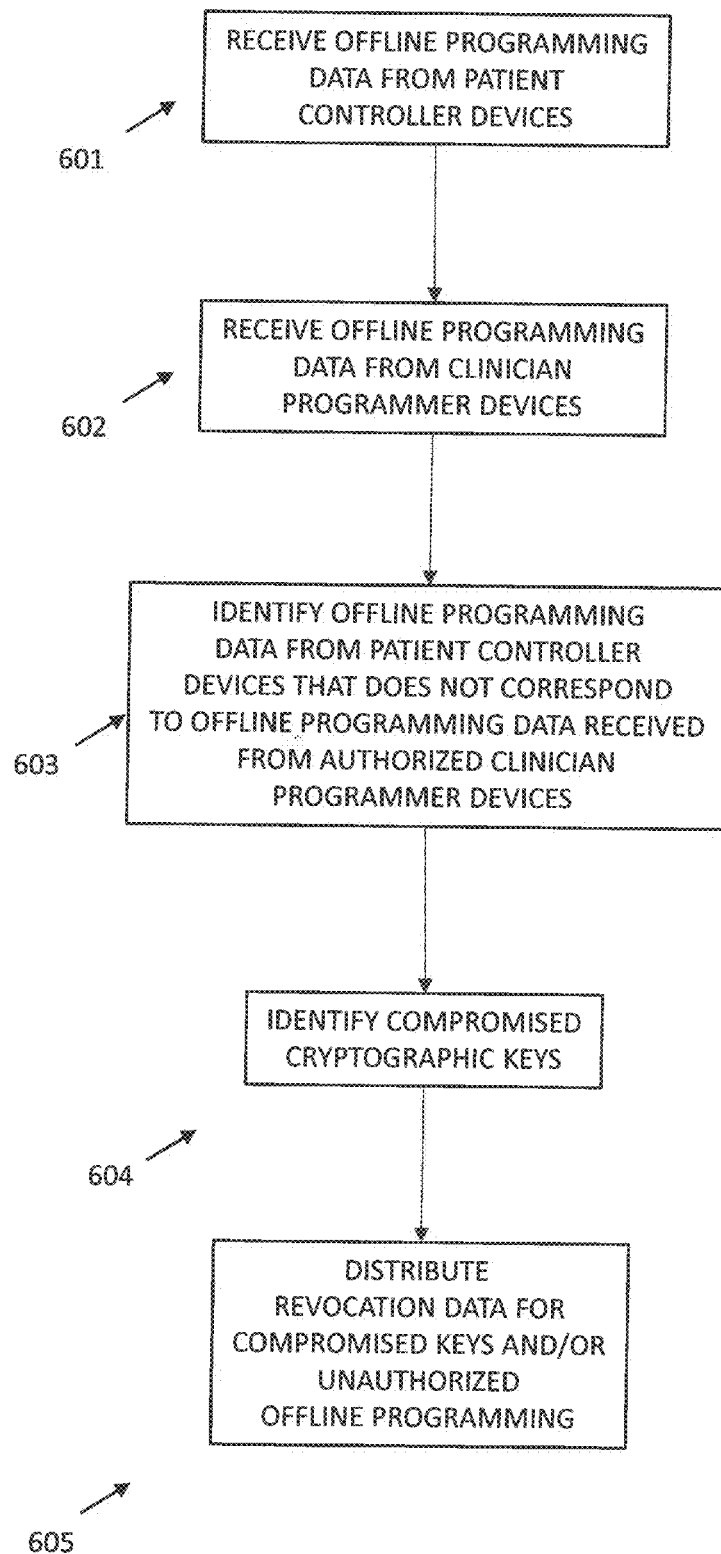 RECEIVE OFFLINE PROGRAMMING
DATA FROM PATIENT
CONTROLLER DEVICES
601
RECEIVE OFFLINE PROGRAMMING
DATA FROM CLINICIAN
PROGRAMMER DEVICES
602
IDENTIFY OFFLINE PROGRAMMING
DATA FROM PATIENT CONTROLLER
DEVICES THAT DOES NOT CORRESPOND
TO OFFLINE PROGRAMMING DATA RECEIVED
FROM AUTHORIZED CLINICIAN
PROGRAMMER DEVICES
603
IDENTIFY COMPROMISED
CRYPTOGRAPHIC KEYS
604
DISTRIBUTE
REVOCATION DATA FOR
COMPROMISED KEYS AND/OR
UNAUTHORIZED
OFFLINE PROGRAMMING
605